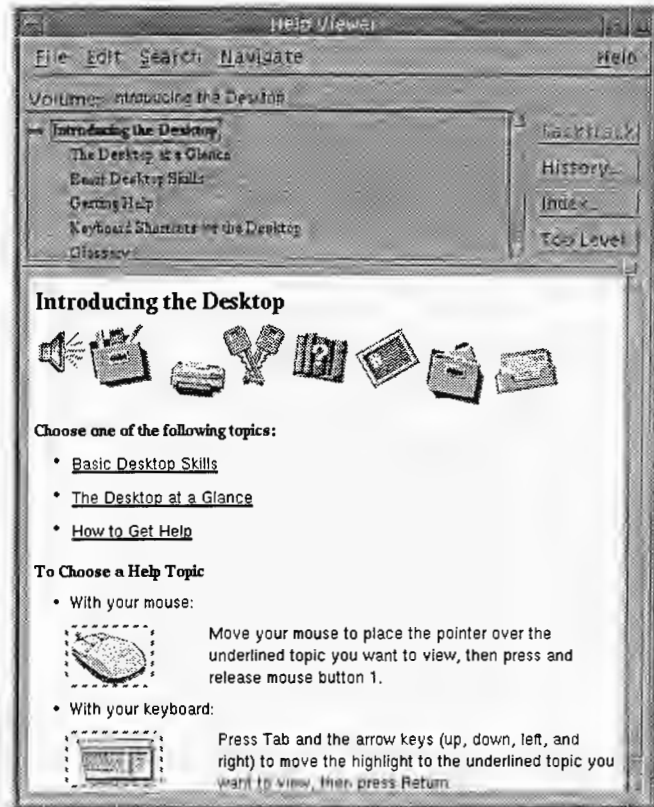 Help Viewer
File Edit Search Navigate Help
Volume: Introducing the Desktop
Introducing the Desktop
The Desktop at a Glance
Basic Desktop Skills
Getting Help
Keyboard Shortcuts for the Desktop
Glossary
Backtrack
History...
Index...
Top Level
Introducing the Desktop
?
Choose one of the following topics:
• Basic Desktop Skills
• The Desktop at a Glance
• How to Get Help
To Choose a Help Topic
• With your mouse:
Move your mouse to place the pointer over the
underlined topic you want to view, then press and
release mouse button 1.
• With your keyboard:
Press Tab and the arrow keys (up, down, left, and
right) to move the highlight to the underlined topic you
want to view, then press Return